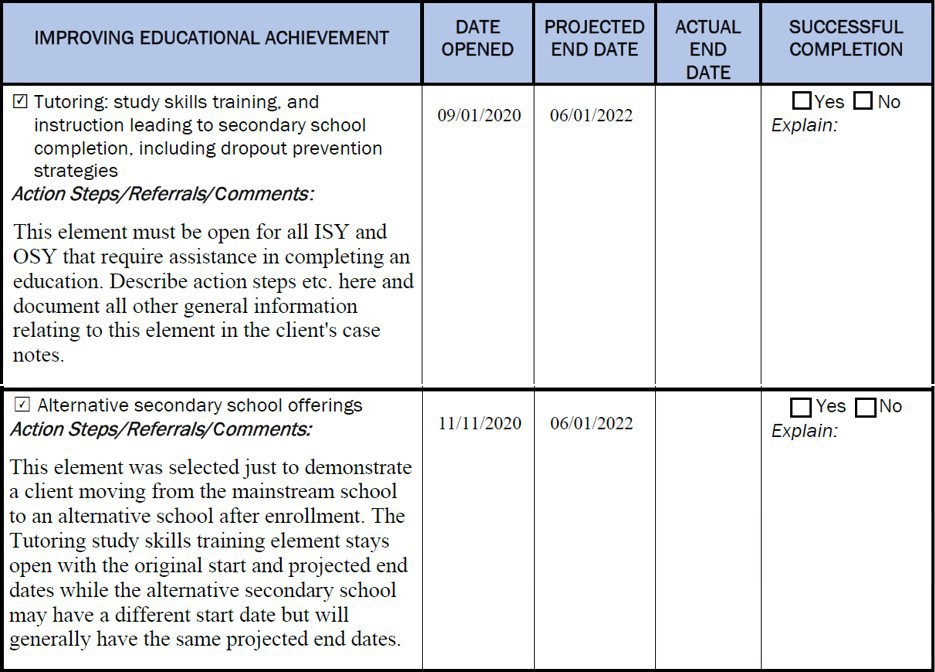 IMPROVING EDUCATIONAL ACHIEVEMENT
DATE
OPENED
PROJECTED
END DATE
ACTUAL
END
DATE
SUCCESSFUL
COMPLETION
☑ Tutoring: study skills training, and
instruction leading to secondary school
completion, including dropout prevention
strategies
Action Steps/Referrals/Comments:
This element must be open for all ISY and
OSY that require assistance in completing an
education. Describe action steps etc. here and
document all other general information
relating to this element in the client's case
notes.
09/01/2020
06/01/2022
☐ Yes ☐ No
Explain:
☑ Alternative secondary school offerings
Action Steps/Referrals/Comments:
This element was selected just to demonstrate
a client moving from the mainstream school
to an alternative school after enrollment. The
Tutoring study skills training element stays
open with the original start and projected end
dates while the alternative secondary school
may have a different start date but will
generally have the same projected end dates.
11/11/2020
06/01/2022
☐ Yes ☐ No
Explain: